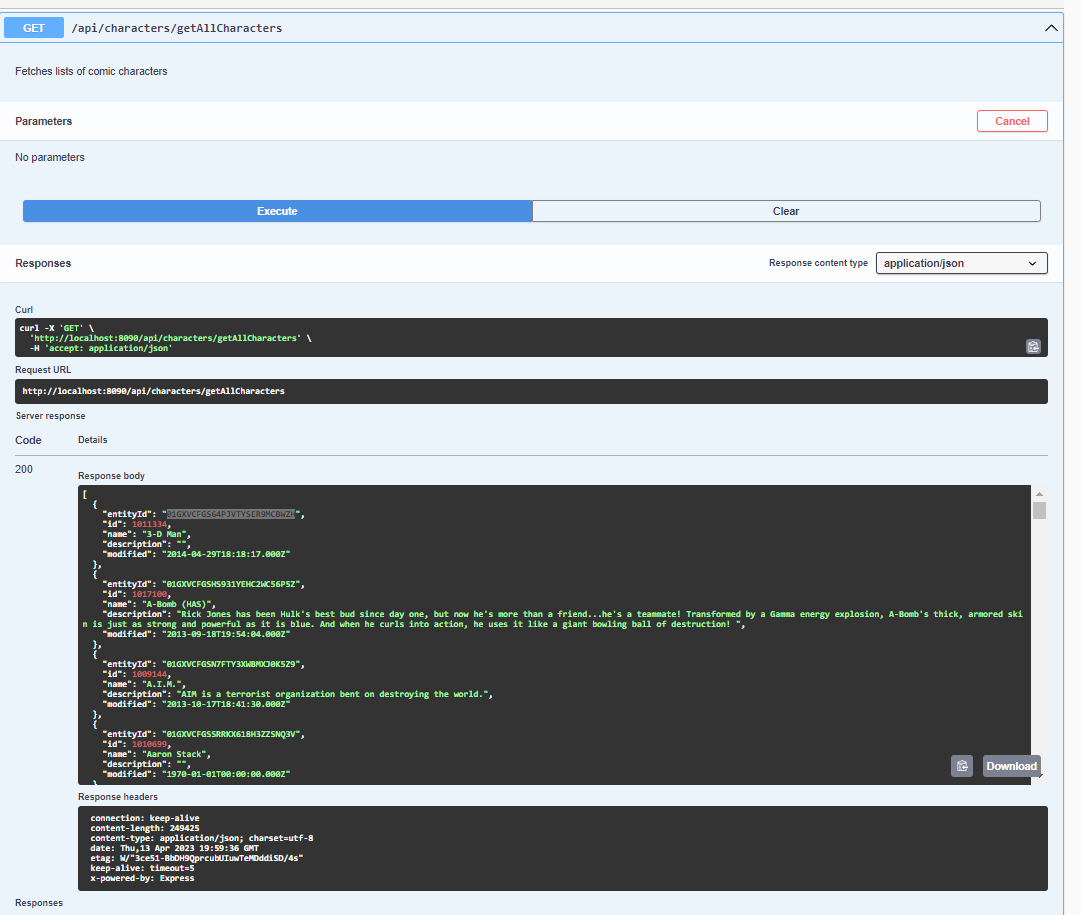 GET /api/characters/getAllCharacters
Fetches lists of comic characters
Parameters Cancel
No parameters
Execute Clear
Responses Response content type application/json
Curl
curl -X 'GET' \
'http://localhost:8090/api/characters/getAllCharacters' \
-H 'accept: application/json'
Request URL
http://localhost:8090/api/characters/getAllCharacters
Server response
Code Details
200
Response body
[
{
"entityId": "01GXVCFGS64PJVTYSER9MCBWZH",
"id": 1011334,
"name": "3-D Man",
"description": "",
"modified": "2014-04-29T18:18:17.000Z"
},
{
"entityId": "01GXVCFGSHS931YEHC2WC56P5Z",
"id": 1017100,
"name": "A-Bomb (HAS)",
"description": "Rick Jones has been Hulk's best bud since day one, but now he's more than a friend...he's a teammate! Transformed by a Gamma energy explosion, A-Bomb's thick, armored ski
n is just as strong and powerful as it is blue. And when he curls into action, he uses it like a giant bowling ball of destruction! ",
"modified": "2013-09-18T19:54:04.000Z"
},
{
"entityId": "01GXVCFGSN7FTY3XWBMXJ0K5Z9",
"id": 1009144,
"name": "A.I.M.",
"description": "AIM is a terrorist organization bent on destroying the world.",
"modified": "2013-10-17T18:41:30.000Z"
},
{
"entityId": "01GXVCFGSSRRKX618H3ZZSNQ3V",
"id": 1010699,
"name": "Aaron Stack",
"description": "",
"modified": "1970-01-01T00:00:00.000Z"
}
Download
Response headers
connection: keep-alive
content-length: 249425
content-type: application/json; charset=utf-8
date: Thu,13 Apr 2023 19:59:36 GMT
etag: W/"3ce51-BbDH9QprcubUIuwTeMDddiSD/4s"
keep-alive: timeout=5
x-powered-by: Express
Responses